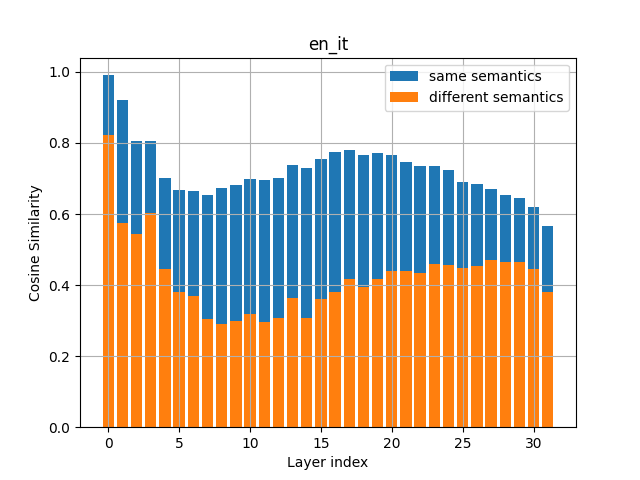 en_it
same semantics
different semantics
Cosine Similarity
1.0
0.8
0.6
0.4
0.2
0.0
0 5 10 15 20 25 30
Layer index